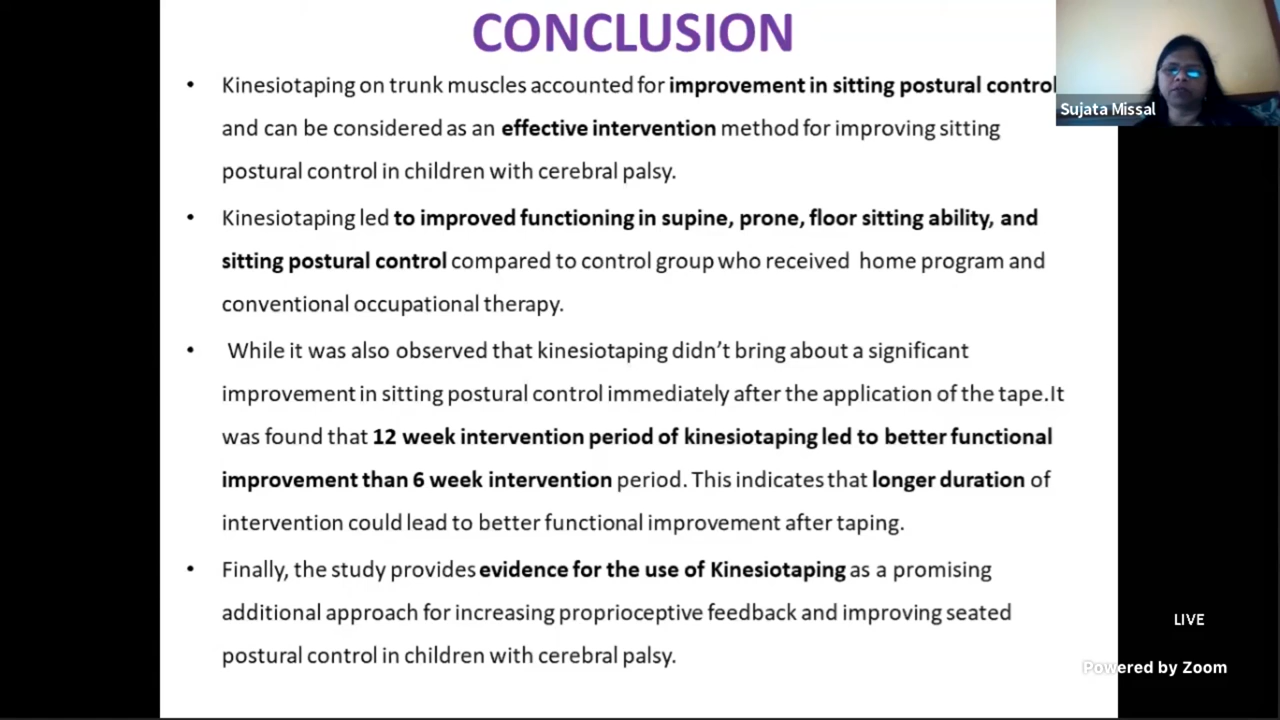 CONCLUSION
• Kinesiotaping on trunk muscles accounted for improvement in sitting postural control
and can be considered as an effective intervention method for improving sitting
postural control in children with cerebral palsy.
• Kinesiotaping led to improved functioning in supine, prone, floor sitting ability, and
sitting postural control compared to control group who received home program and
conventional occupational therapy.
• While it was also observed that kinesiotaping didn’t bring about a significant
improvement in sitting postural control immediately after the application of the tape.It
was found that 12 week intervention period of kinesiotaping led to better functional
improvement than 6 week intervention period. This indicates that longer duration of
intervention could lead to better functional improvement after taping.
• Finally, the study provides evidence for the use of Kinesiotaping as a promising
additional approach for increasing proprioceptive feedback and improving seated
postural control in children with cerebral palsy.
Sujata Missal
LIVE
Powered by Zoom